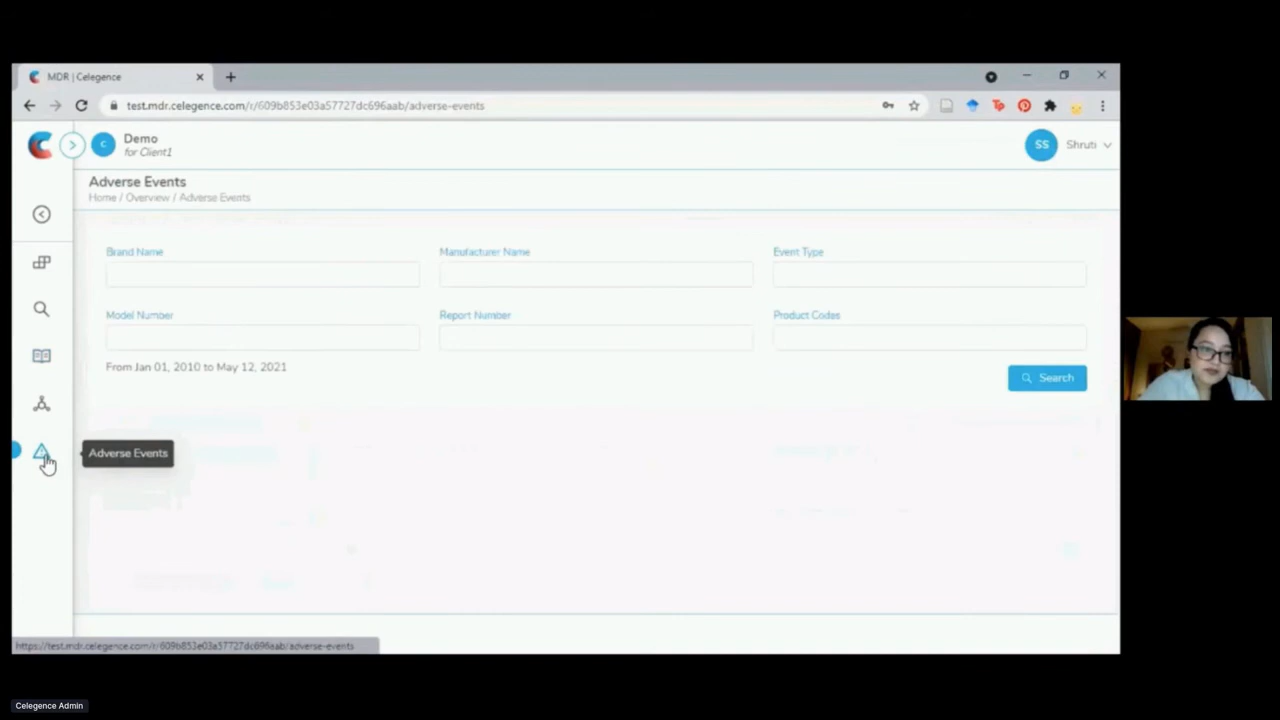 MDR | Celegence
test.mdr.celegence.com/r/609b853e03a57727dc696aab/adverse-events
C
Demo
for Client1
SS
Shruti
Adverse Events
Home / Overview / Adverse Events
Brand Name
Manufacturer Name
Event Type
Model Number
Report Number
Product Codes
From Jan 01, 2010 to May 12, 2021
Search
Adverse Events
https://test.mdr.celegence.com/r/609b853e03a57727dc696aab/adverse-events
Celegence Admin